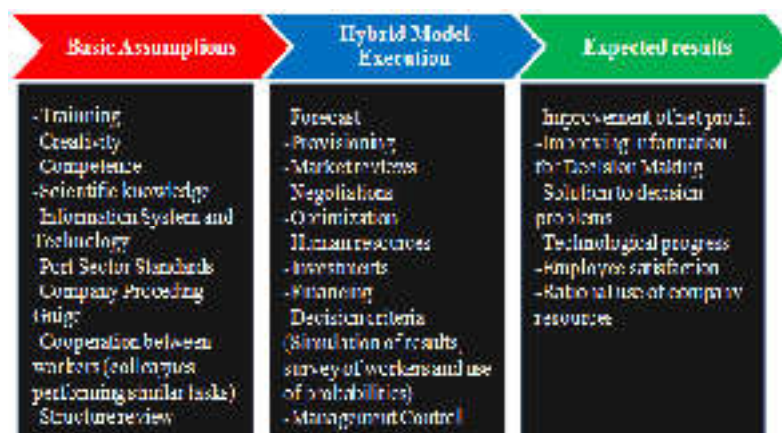 Basic Assumptions
-Trainning
Creativity
Competence
-Scientific knowledge
Information System and
Technology
Port Sector Standards
Company Proceding
Cooperation between
workers (colleagues
performing similar tasks)
Structure review
Hybrid Model
Execution
Forecast
-Provisioning
-Market reviews
Negotiations
-Optimization
Human resources
-Investments
-Financing
Decision criteria
(Simulation of results,
survey of workers and use
of probabilities)
-Management Control
Expected results
Improvement of net profit
-Improving information
for Decision Making
Solution to decision
problems
Technological progress
-Employee satisfaction
-Rational use of company
resources